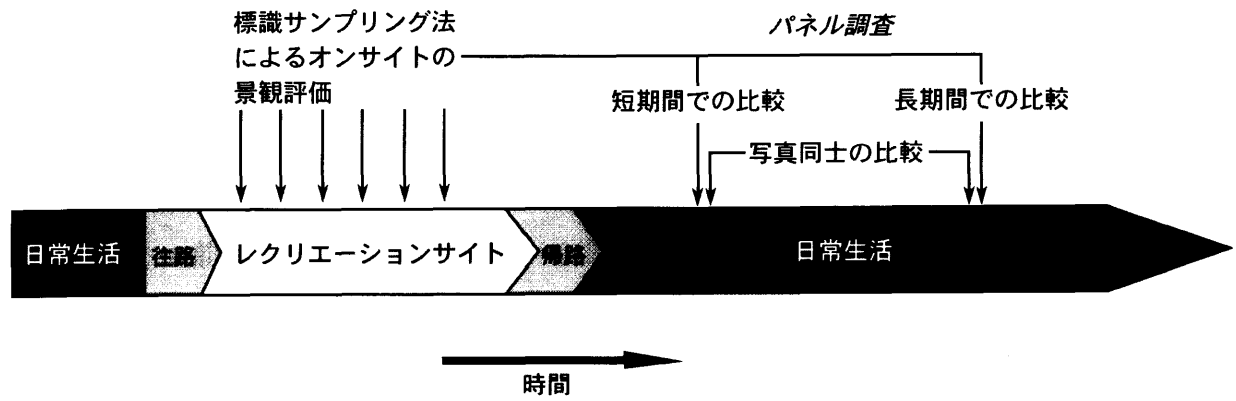 標識サンプリング法
によるオンサイトの
景観評価
パネル調査
短期間での比較
長期間での比較
写真同士の比較
日常生活
往路
レクリエーションサイト
帰路
日常生活
時間